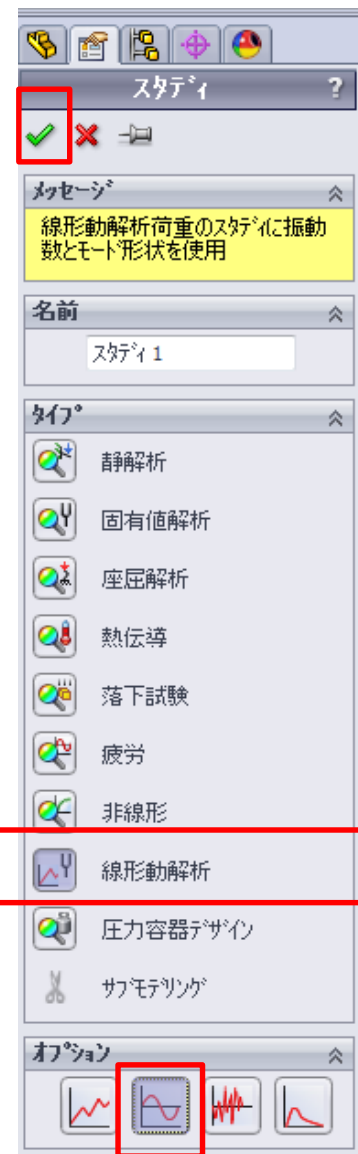 スタディ ?
メッセージ
線形動解析荷重のスタディに振動
数とモード形状を使用
名前
スタディ 1
タイプ
静解析
固有値解析
座屈解析
熱伝導
落下試験
疲労
非線形
線形動解析
圧力容器デザイン
サブモデリング
オプション